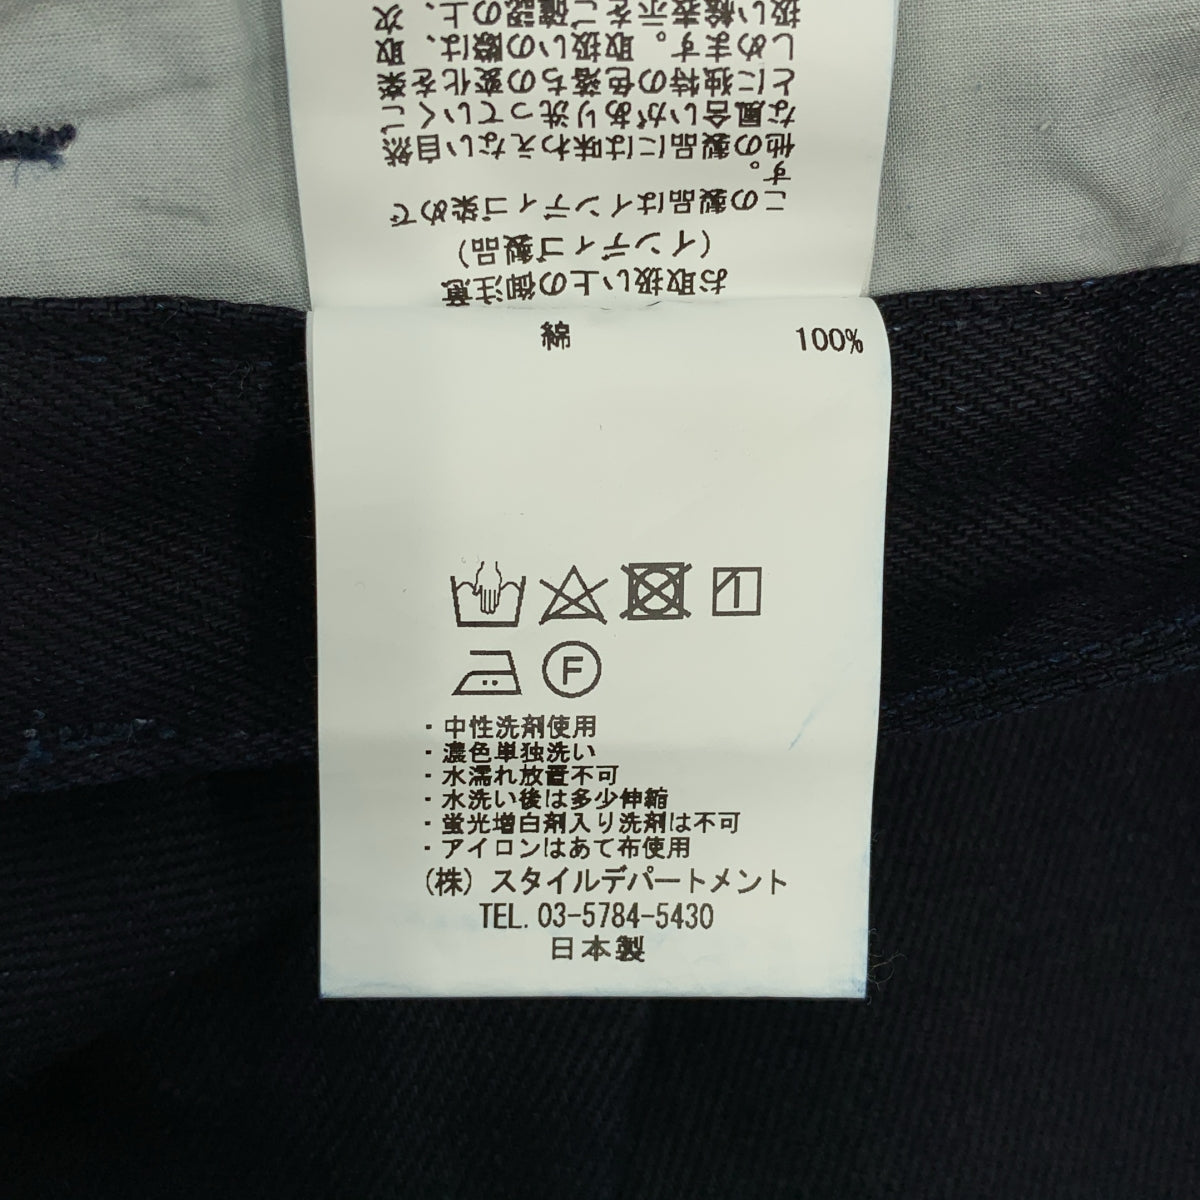 お取扱い上の御注意
(インディゴ製品)
この製品はインディゴ染めで
す。
他の製品には味わえない自然
な風合いがあり洗っていくご
とに独特の色落ちの変化を楽
しめます。取扱いの際は、取
扱い絵表示をご確認の上、次
綿 100%
F
・中性洗剤使用
・濃色単独洗い
・水濡れ放置不可
・水洗い後は多少伸縮
・蛍光増白剤入り洗剤は不可
・アイロンはあて布使用
(株) スタイルデパートメント
TEL. 03-5784-5430
日本製